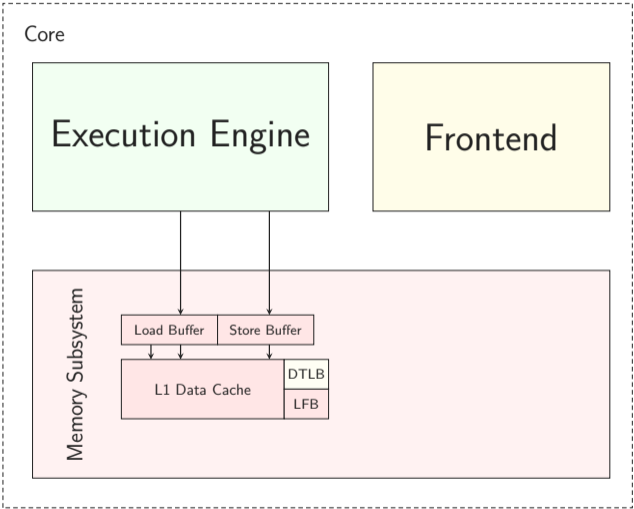 Core
Execution Engine
Frontend
Memory Subsystem
Load Buffer
Store Buffer
L1 Data Cache
DTLB
LFB